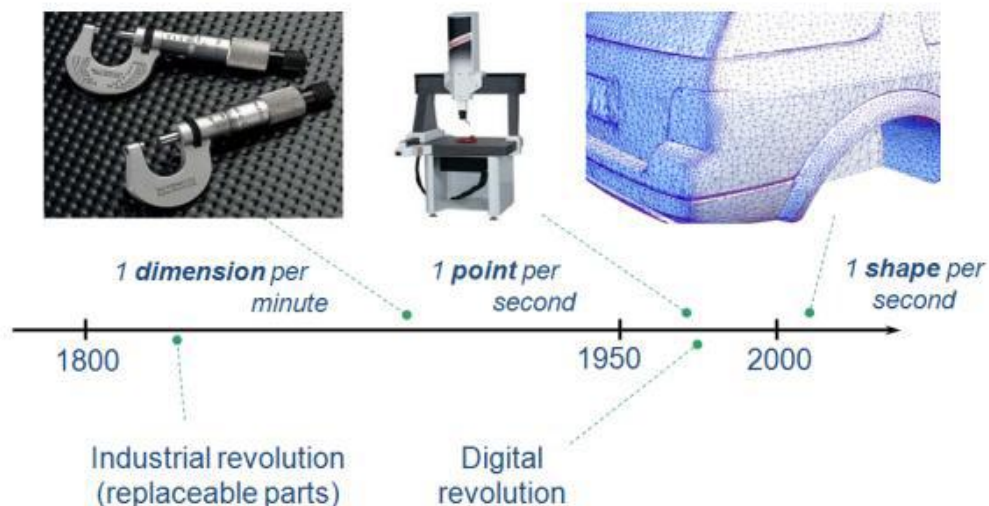 1 dimension per
minute
1 point per
second
1 shape per
second
1800
1950
2000
Industrial revolution
(replaceable parts)
Digital
revolution